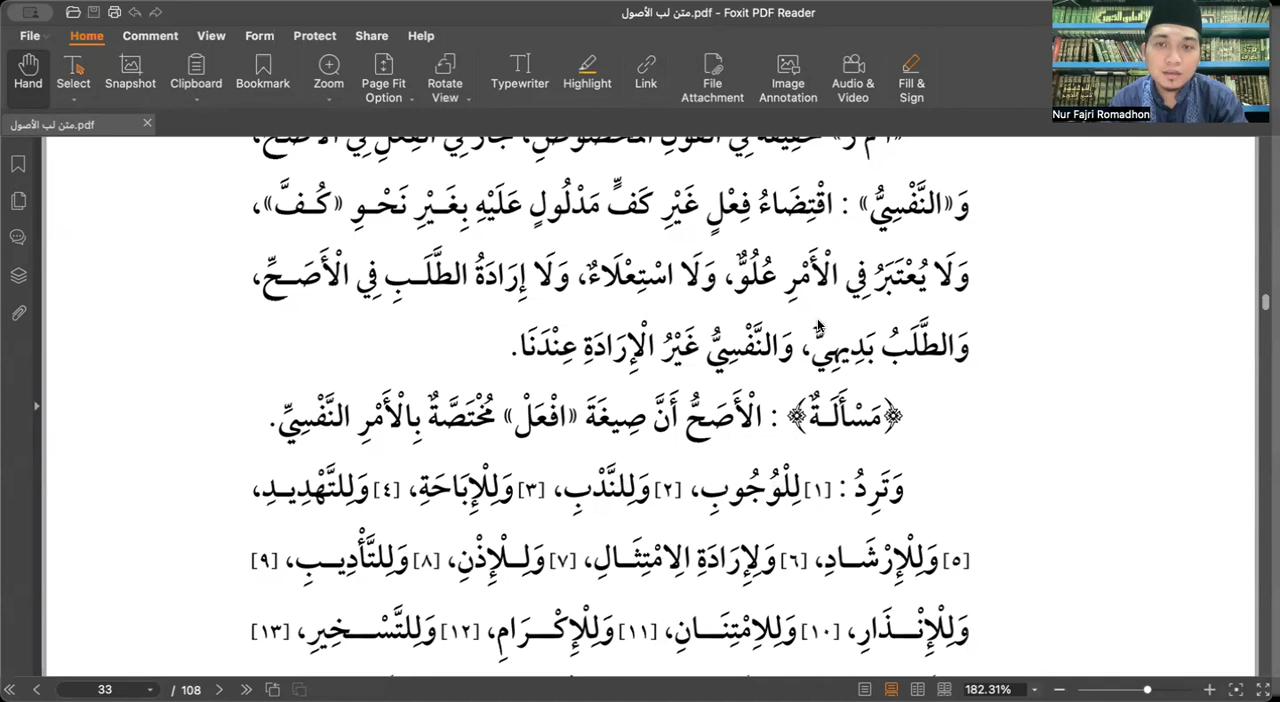 متن لب الأصول.pdf - Foxit PDF Reader
File Home Comment View Form Protect Share Help
Hand Select Snapshot Clipboard Bookmark Zoom Page Fit Option Rotate View Typewriter Highlight Link File Attachment Image Annotation Audio & Video Fill & Sign
Nur Fajri Romadhon
متن لب الأصول.pdf
وَ«النَّفْسِيُّ» : اقْتِضَاءُ فِعْلٍ غَيْرِ كَفٍّ مَدْلُولٍ عَلَيْهِ بِغَيْرِ نَحْوِ «كُفَّ»،
وَلَا يُعْتَبَرُ فِي الْأَمْرِ عُلُوٌّ، وَلَا اسْتِعْلَاءٌ، وَلَا إِرَادَةُ الطَّلَبِ فِي الْأَصَحِّ،
وَالطَّلَبُ بَدِيهِيٌّ، وَالنَّفْسِيُّ غَيْرُ الْإِرَادَةِ عِنْدَنَا.
﴿مَسْأَلَةٌ﴾ : الْأَصَحُّ أَنَّ صِيغَةَ «افْعَلْ» مُخْتَصَّةٌ بِالْأَمْرِ النَّفْسِيِّ.
وَتَرِدُ : [١] لِلْوُجُوبِ، [٢] وَلِلنَّدْبِ، [٣] وَلِلْإِبَاحَةِ، [٤] وَلِلتَّهْدِيدِ،
[٥] وَلِلْإِرْشَادِ، [٦] وَلِإِرَادَةِ الِامْتِثَالِ، [٧] وَلِلْإِذْنِ، [٨] وَلِلتَّأْدِيبِ، [٩]
وَلِلْإِنْذَارِ، [١٠] وَلِلِامْتِنَانِ، [١١] وَلِلْإِكْرَامِ، [١٢] وَلِلتَّسْخِيرِ، [١٣]
33 / 108 182.31%